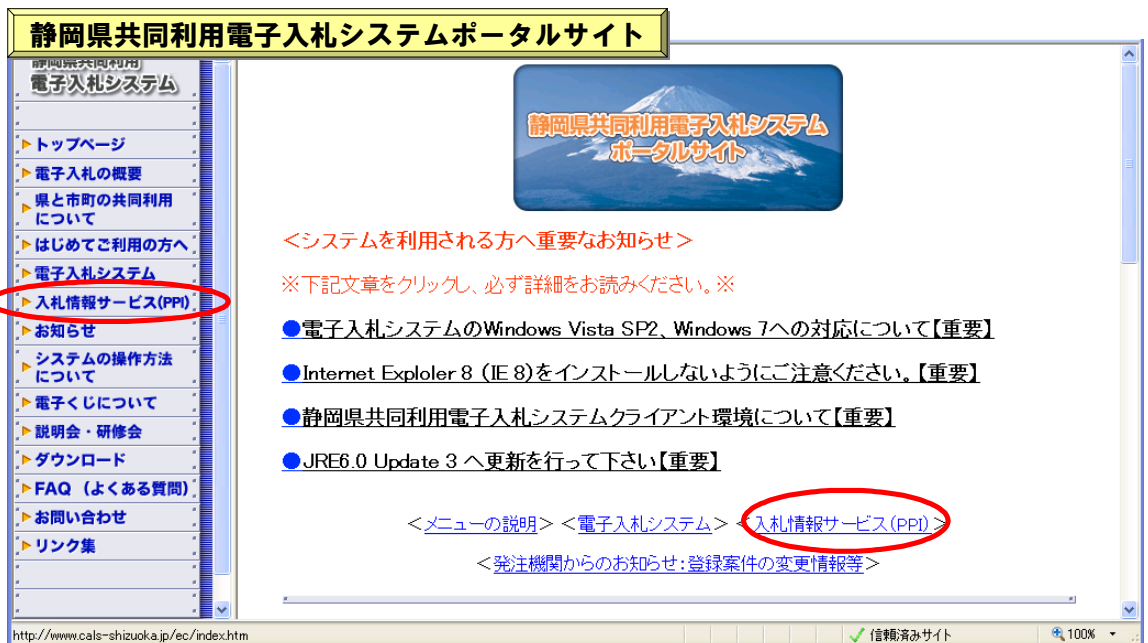 静岡県共同利用電子入札システムポータルサイト
静岡県共同利用
電子入札システム
トップページ
電子入札の概要
県と市町の共同利用
について
はじめてご利用の方へ
電子入札システム
入札情報サービス(PPI)
お知らせ
システムの操作方法
について
電子くじについて
説明会・研修会
ダウンロード
FAQ（よくある質問)
お問い合わせ
リンク集
静岡県共同利用電子入札システム
ポータルサイト
＜システムを利用される方へ重要なお知らせ＞
※下記文章をクリックし、必ず詳細をお読みください。※
●電子入札システムのWindows Vista SP2、Windows 7への対応について【重要】
●Internet Exploler 8 (IE 8)をインストールしないようにご注意ください。【重要】
●静岡県共同利用電子入札システムクライアント環境について【重要】
●JRE6.0 Update 3 へ更新を行って下さい【重要】
＜メニューの説明＞ ＜電子入札システム＞ ＜入札情報サービス(PPI)＞
＜発注機関からのお知らせ:登録案件の変更情報等＞
http://www.cals-shizuoka.jp/ec/index.htm
信頼済みサイト
100%